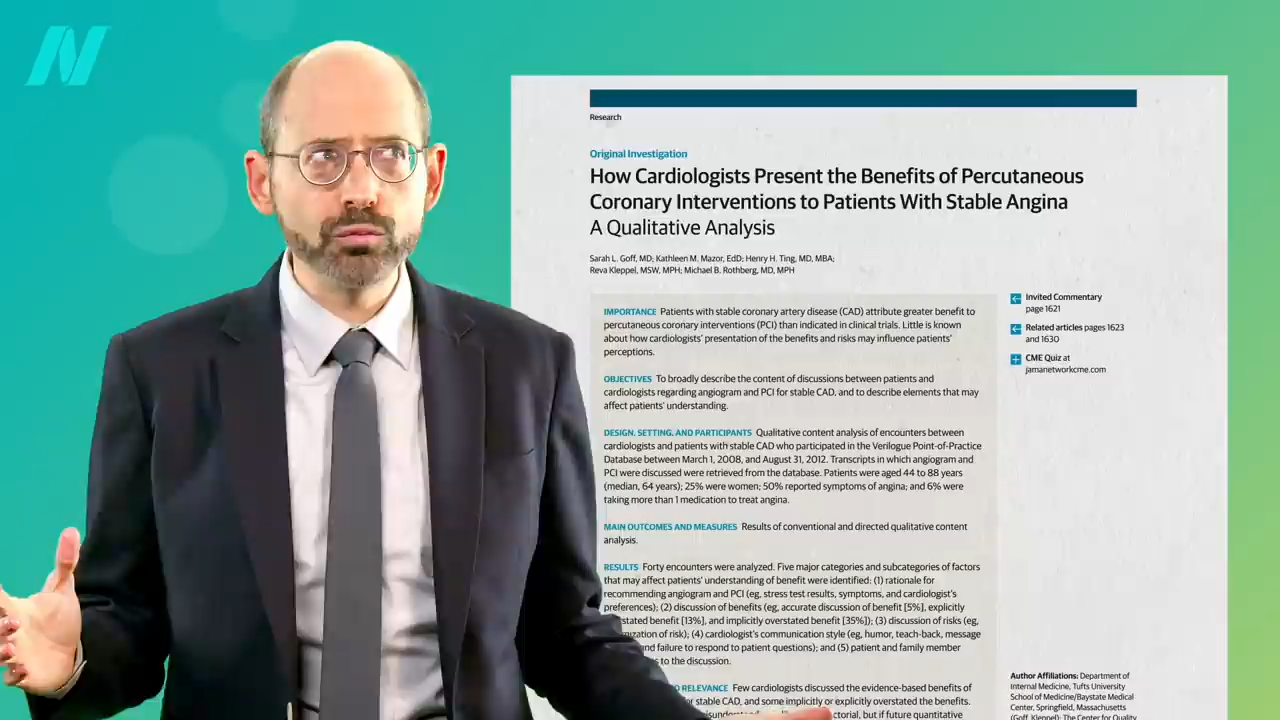 Research
Original Investigation
How Cardiologists Present the Benefits of Percutaneous
Coronary Interventions to Patients With Stable Angina
A Qualitative Analysis
Sarah L. Goff, MD; Kathleen M. Mazor, EdD; Henry H. Ting, MD, MBA;
Reva Kleppel, MSW, MPH; Michael B. Rothberg, MD, MPH
IMPORTANCE Patients with stable coronary artery disease (CAD) attribute greater benefit to
percutaneous coronary interventions (PCI) than indicated in clinical trials. Little is known
about how cardiologists' presentation of the benefits and risks may influence patients'
perceptions.
OBJECTIVES To broadly describe the content of discussions between patients and
cardiologists regarding angiogram and PCI for stable CAD, and to describe elements that may
affect patients' understanding.
DESIGN, SETTING, AND PARTICIPANTS Qualitative content analysis of encounters between
cardiologists and patients with stable CAD who participated in the Verilogue Point-of-Practice
Database between March 1, 2008, and August 31, 2012. Transcripts in which angiogram and
PCI were discussed were retrieved from the database. Patients were aged 44 to 88 years
(median, 64 years); 25% were women; 50% reported symptoms of angina; and 6% were
taking more than 1 medication to treat angina.
MAIN OUTCOMES AND MEASURES Results of conventional and directed qualitative content
analysis.
RESULTS Forty encounters were analyzed. Five major categories and subcategories of factors
that may affect patients' understanding of benefit were identified: (1) rationale for
recommending angiogram and PCI (eg, stress test results, symptoms, and cardiologist's
preferences); (2) discussion of benefits (eg, accurate discussion of benefit [5%], explicitly
stated benefit [13%], and implicitly overstated benefit [35%]); (3) discussion of risks (eg,
of risk); (4) cardiologist's communication style (eg, humor, teach-back, message
and failure to respond to patient questions); and (5) patient and family member
to the discussion.
RELEVANCE Few cardiologists discussed the evidence-based benefits of
stable CAD, and some implicitly or explicitly overstated the benefits.
but if future quantitative
Invited Commentary
page 1621
Related articles pages 1623
and 1630
CME Quiz at
jamanetworkcme.com
Author Affiliations: Department of
Internal Medicine, Tufts University
School of Medicine/Baystate Medical
Center, Springfield, Massachusetts
(Goff, Kleppel); The Center for Quality